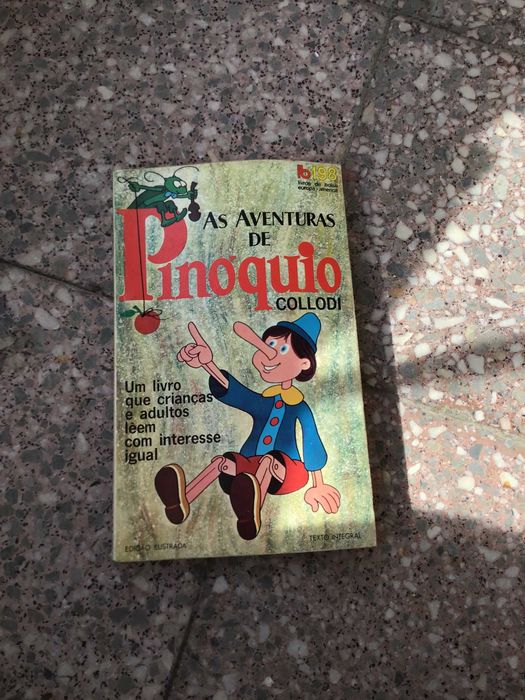 b198
livros de bolso
europa-américa
AS AVENTURAS
DE
Pinóquio
COLLODI
Um livro
que crianças
e adultos
lêem
com interesse
igual
EDIÇÃO ILUSTRADA
TEXTO INTEGRAL